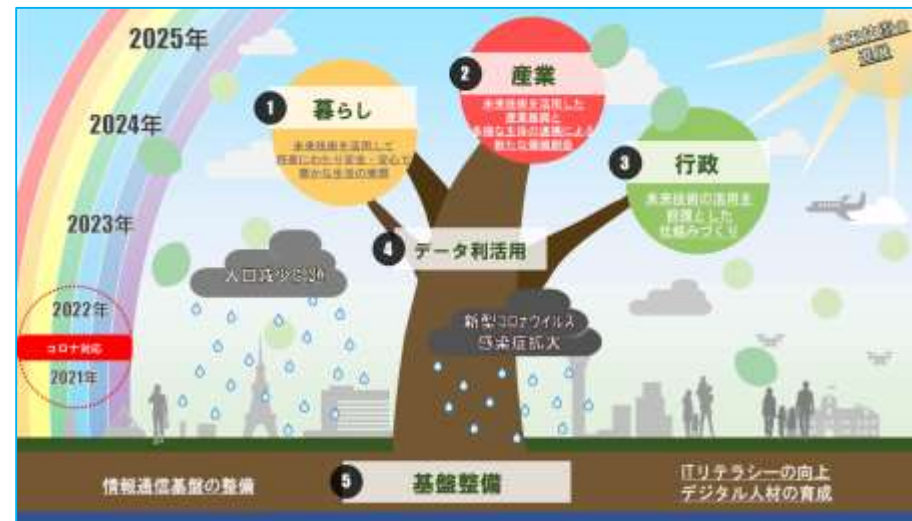 2025年
2024年
2023年
2022年
コロナ対応
2021年
1
暮らし
未来技術を活用して
将来にわたり安全・安心で
豊かな生活の実現
2
産業
未来技術を活用した
産業振興と
多様な主体の連携による
新たな価値創出
3
行政
未来技術の活用を
前提とした
仕組みづくり
4
データ利活用
人口減少
新型コロナウイルス
感染症拡大
5
基盤整備
情報通信基盤の整備
ITリテラシーの向上
デジタル人材の育成